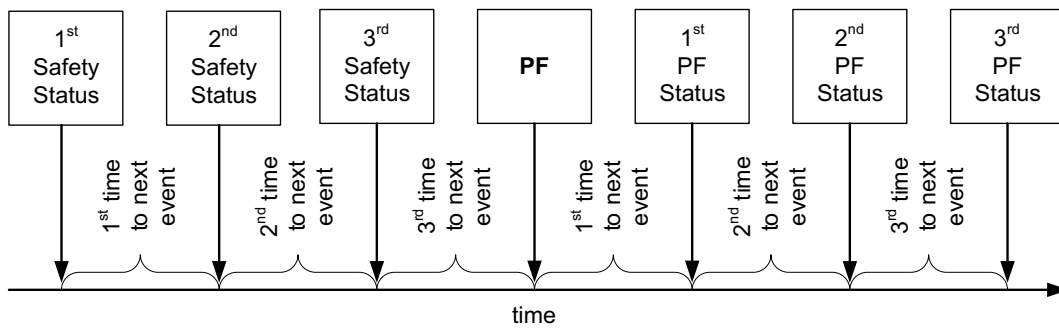 1st
Safety
Status
2nd
Safety
Status
3rd
Safety
Status
PF
1st
PF
Status
2nd
PF
Status
3rd
PF
Status
1st time
to next
event
2nd time
to next
event
3rd time
to next
event
1st time
to next
event
2nd time
to next
event
3rd time
to next
event
time